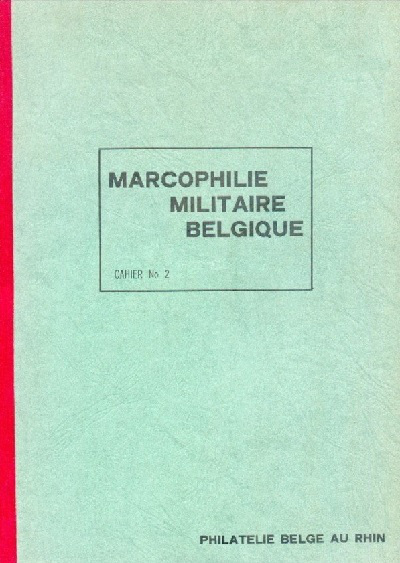 MARCOPHILIE
MILITAIRE
BELGIQUE
CAHIER No 2
PHILATELIE BELGE AU RHIN